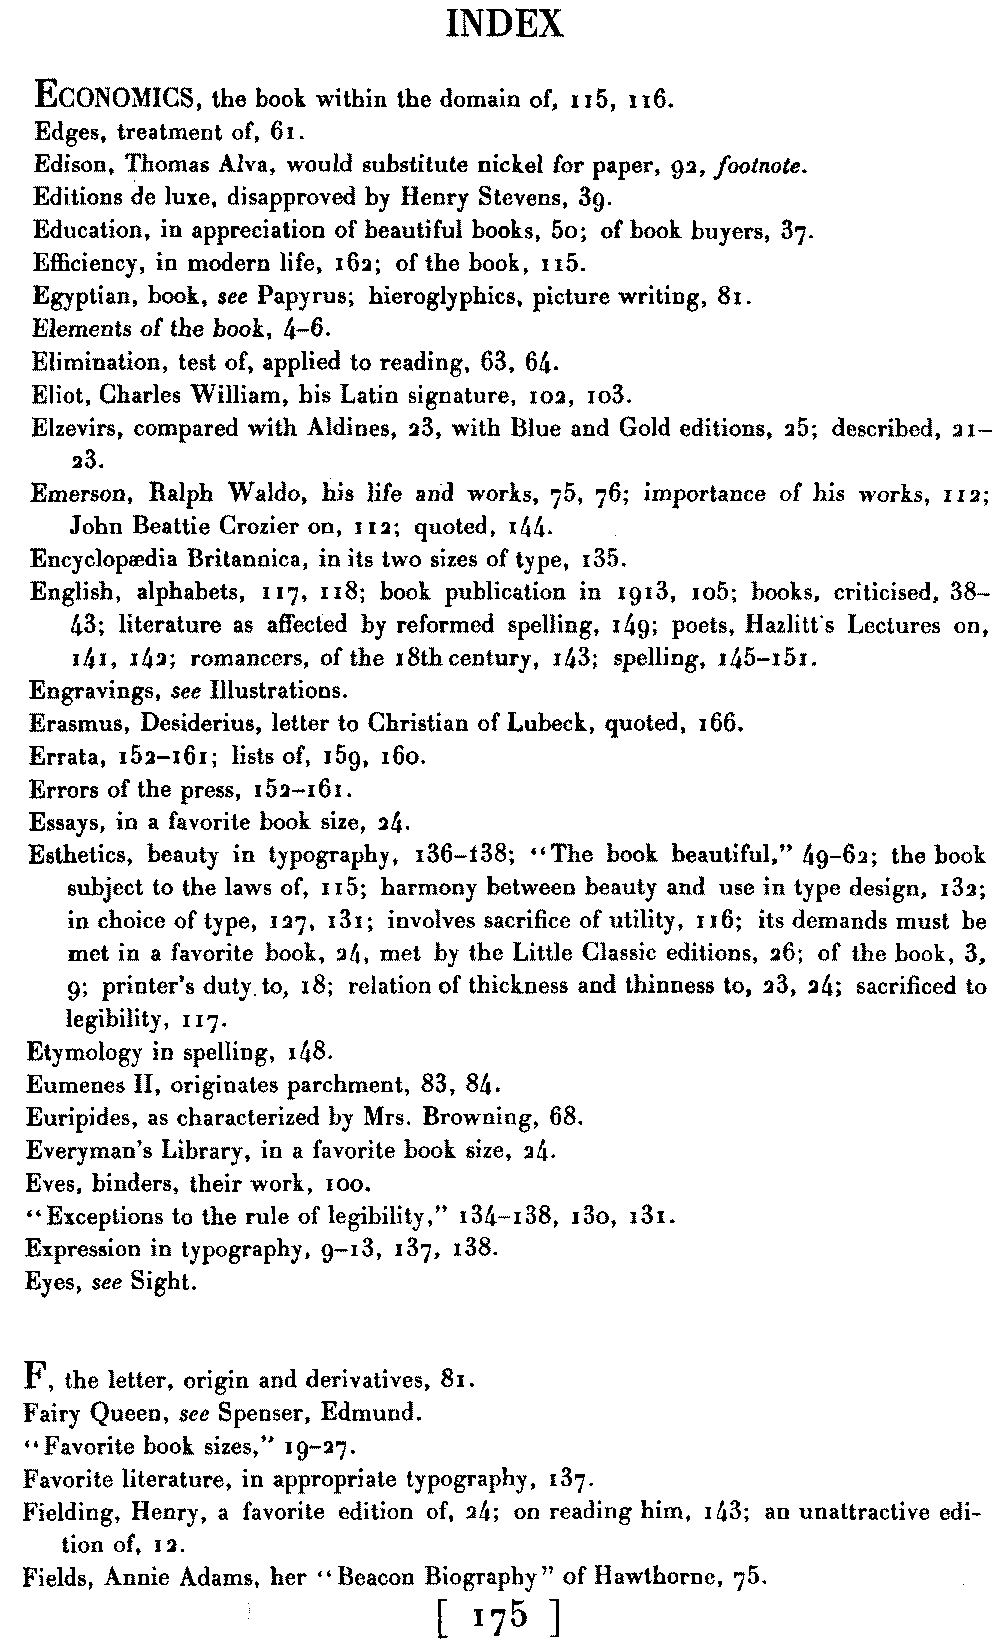 INDEX
ECONOMICS, the book within the domain of, 115, 116.
Edges, treatment of, 61.
Edison, Thomas Alva, would substitute nickel for paper, 92, footnote.
Editions de luxe, disapproved by Henry Stevens, 39.
Education, in appreciation of beautiful books, 50; of book buyers, 37.
Efficiency, in modern life, 162; of the book, 115.
Egyptian, book, see Papyrus; hieroglyphics, picture writing, 81.
Elements of the book, 4–6.
Elimination, test of, applied to reading, 63, 64.
Eliot, Charles William, his Latin signature, 102, 103.
Elzevirs, compared with Aldines, 23, with Blue and Gold editions, 25; described, 21–
23.
Emerson, Ralph Waldo, his life and works, 75, 76; importance of his works, 112;
John Beattie Crozier on, 112; quoted, 144.
Encyclopædia Britannica, in its two sizes of type, 135.
English, alphabets, 117, 118; book publication in 1913, 105; books, criticised, 38–
43; literature as affected by reformed spelling, 149; poets, Hazlitt's Lectures on,
141, 142; romancers, of the 18th century, 143; spelling, 145–151.
Engravings, see Illustrations.
Erasmus, Desiderius, letter to Christian of Lubeck, quoted, 166.
Errata, 152–161; lists of, 159, 160.
Errors of the press, 152–161.
Essays, in a favorite book size, 24.
Esthetics, beauty in typography, 136–138; "The book beautiful," 49–62; the book
subject to the laws of, 115; harmony between beauty and use in type design, 132;
in choice of type, 127, 131; involves sacrifice of utility, 116; its demands must be
met in a favorite book, 24, met by the Little Classic editions, 26; of the book, 3,
9; printer's duty to, 18; relation of thickness and thinness to, 23, 24; sacrificed to
legibility, 117.
Etymology in spelling, 148.
Eumenes II, originates parchment, 83, 84.
Euripides, as characterized by Mrs. Browning, 68.
Everyman's Library, in a favorite book size, 24.
Eves, binders, their work, 100.
"Exceptions to the rule of legibility," 134–138, 130, 131.
Expression in typography, 9–13, 137, 138.
Eyes, see Sight.
F, the letter, origin and derivatives, 81.
Fairy Queen, see Spenser, Edmund.
"Favorite book sizes," 19–27.
Favorite literature, in appropriate typography, 137.
Fielding, Henry, a favorite edition of, 24; on reading him, 143; an unattractive edi-
tion of, 12.
Fields, Annie Adams, her "Beacon Biography" of Hawthorne, 75.
[ 175 ]